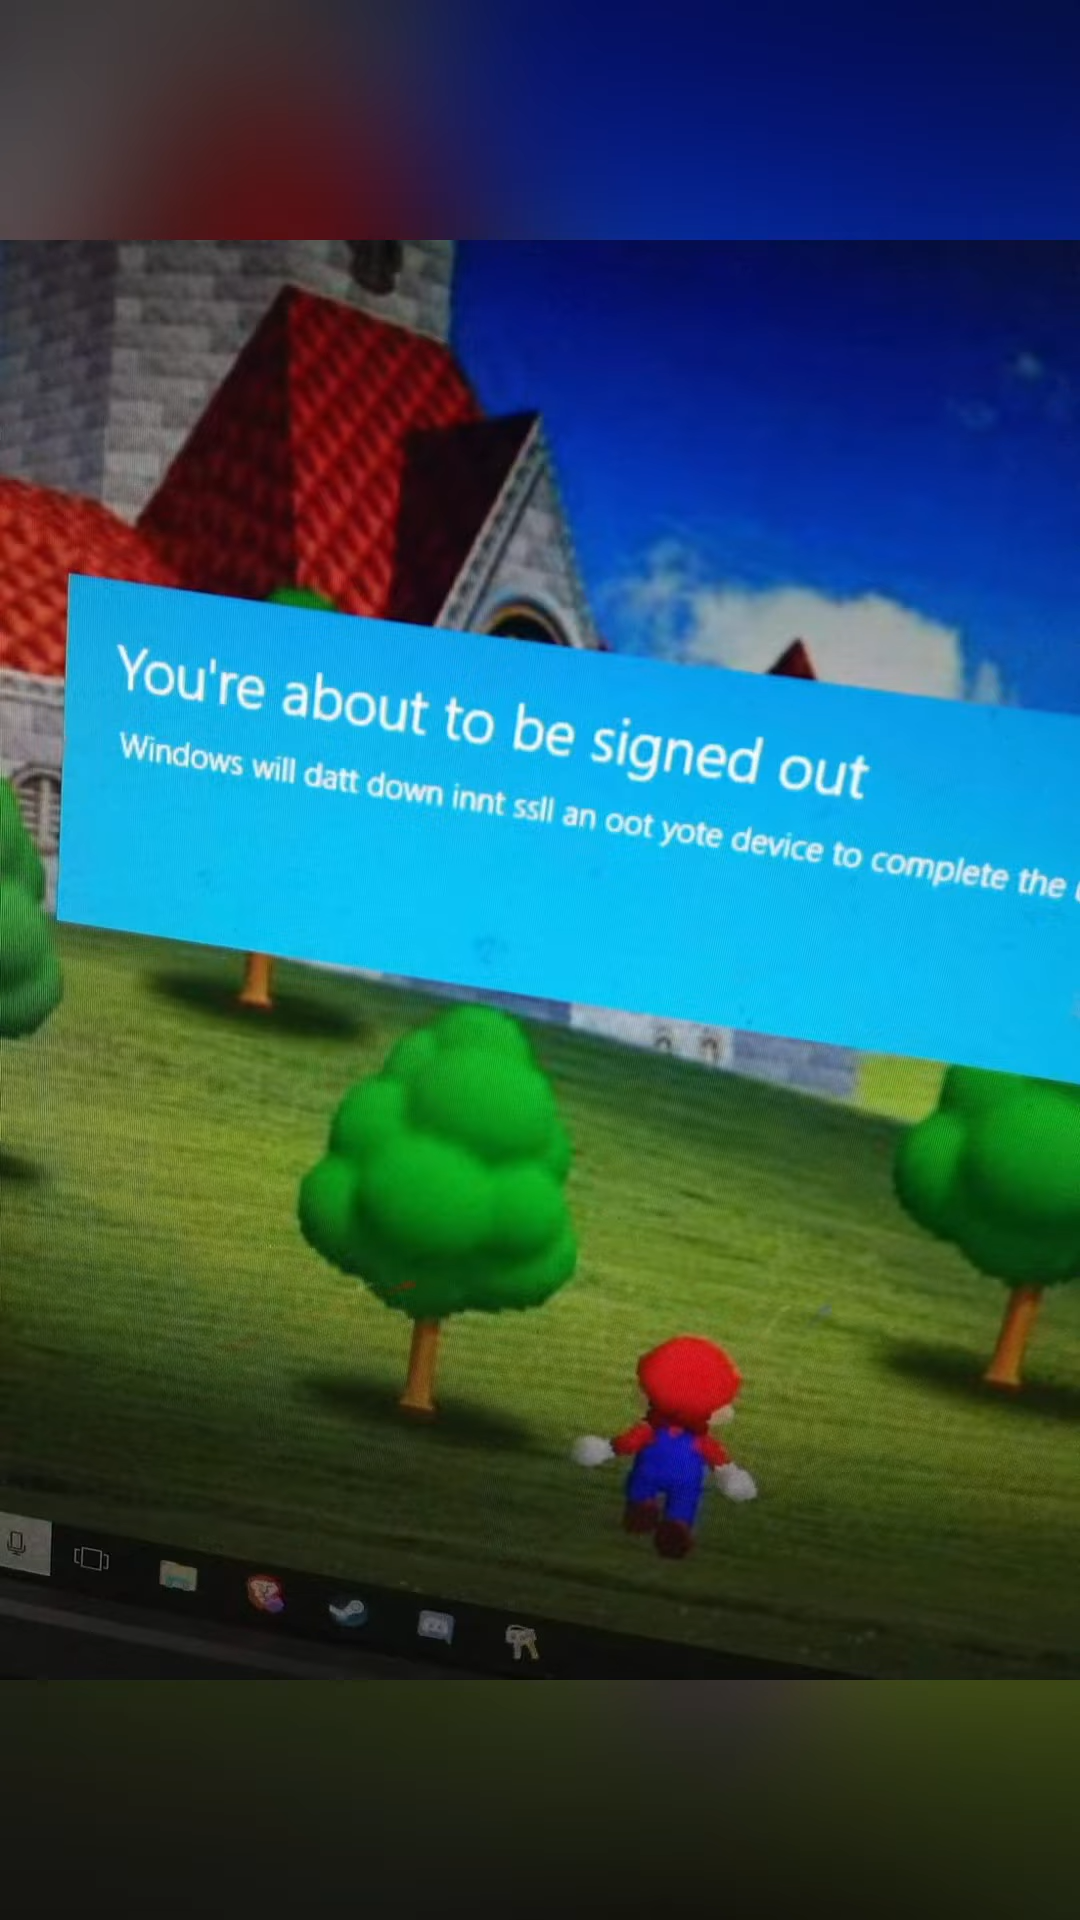 You're about to be signed out
Windows will datt down innt ssll an oot yote device to complete the